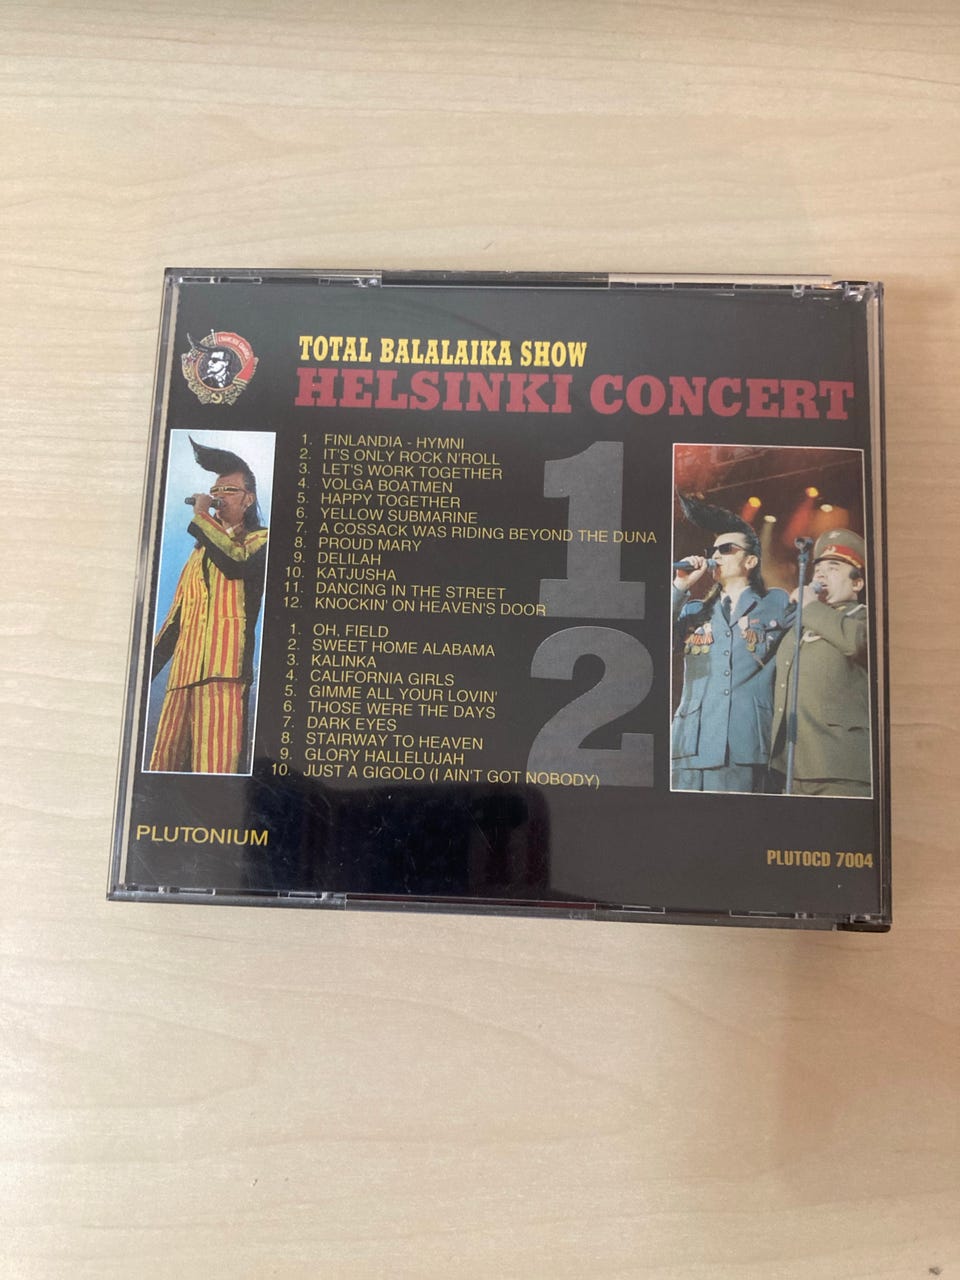 TOTAL BALALAIKA SHOW
HELSINKI CONCERT
1
1. FINLANDIA - HYMNI
2. IT'S ONLY ROCK N'ROLL
3. LET'S WORK TOGETHER
4. VOLGA BOATMEN
5. HAPPY TOGETHER
6. YELLOW SUBMARINE
7. A COSSACK WAS RIDING BEYOND THE DUNA
8. PROUD MARY
9. DELILAH
10. KATJUSHA
11. DANCING IN THE STREET
12. KNOCKIN' ON HEAVEN'S DOOR
2
1. OH, FIELD
2. SWEET HOME ALABAMA
3. KALINKA
4. CALIFORNIA GIRLS
5. GIMME ALL YOUR LOVIN'
6. THOSE WERE THE DAYS
7. DARK EYES
8. STAIRWAY TO HEAVEN
9. GLORY HALLELUJAH
10. JUST A GIGOLO (I AIN'T GOT NOBODY)
PLUTONIUM
PLUTOCD 7004